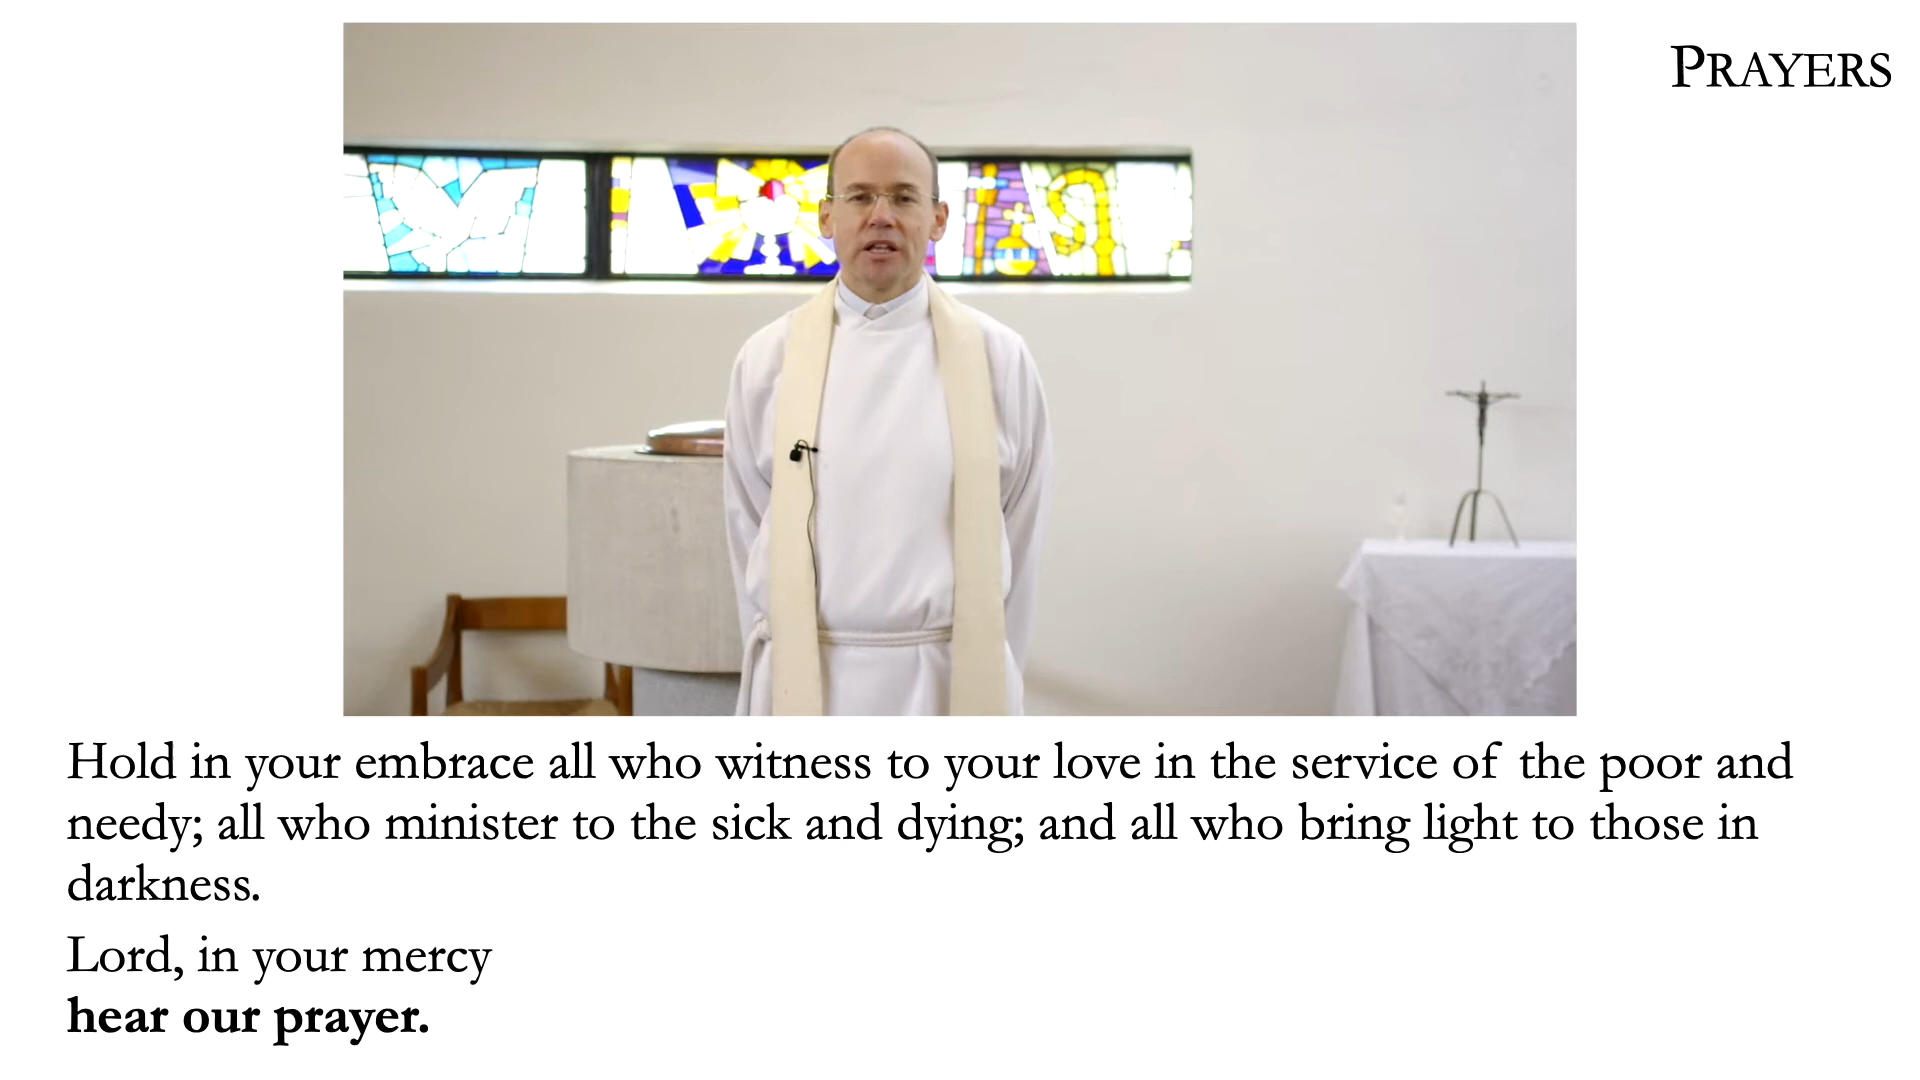 PRAYERS
Hold in your embrace all who witness to your love in the service of the poor and
needy; all who minister to the sick and dying; and all who bring light to those in
darkness.
Lord, in your mercy
hear our prayer.